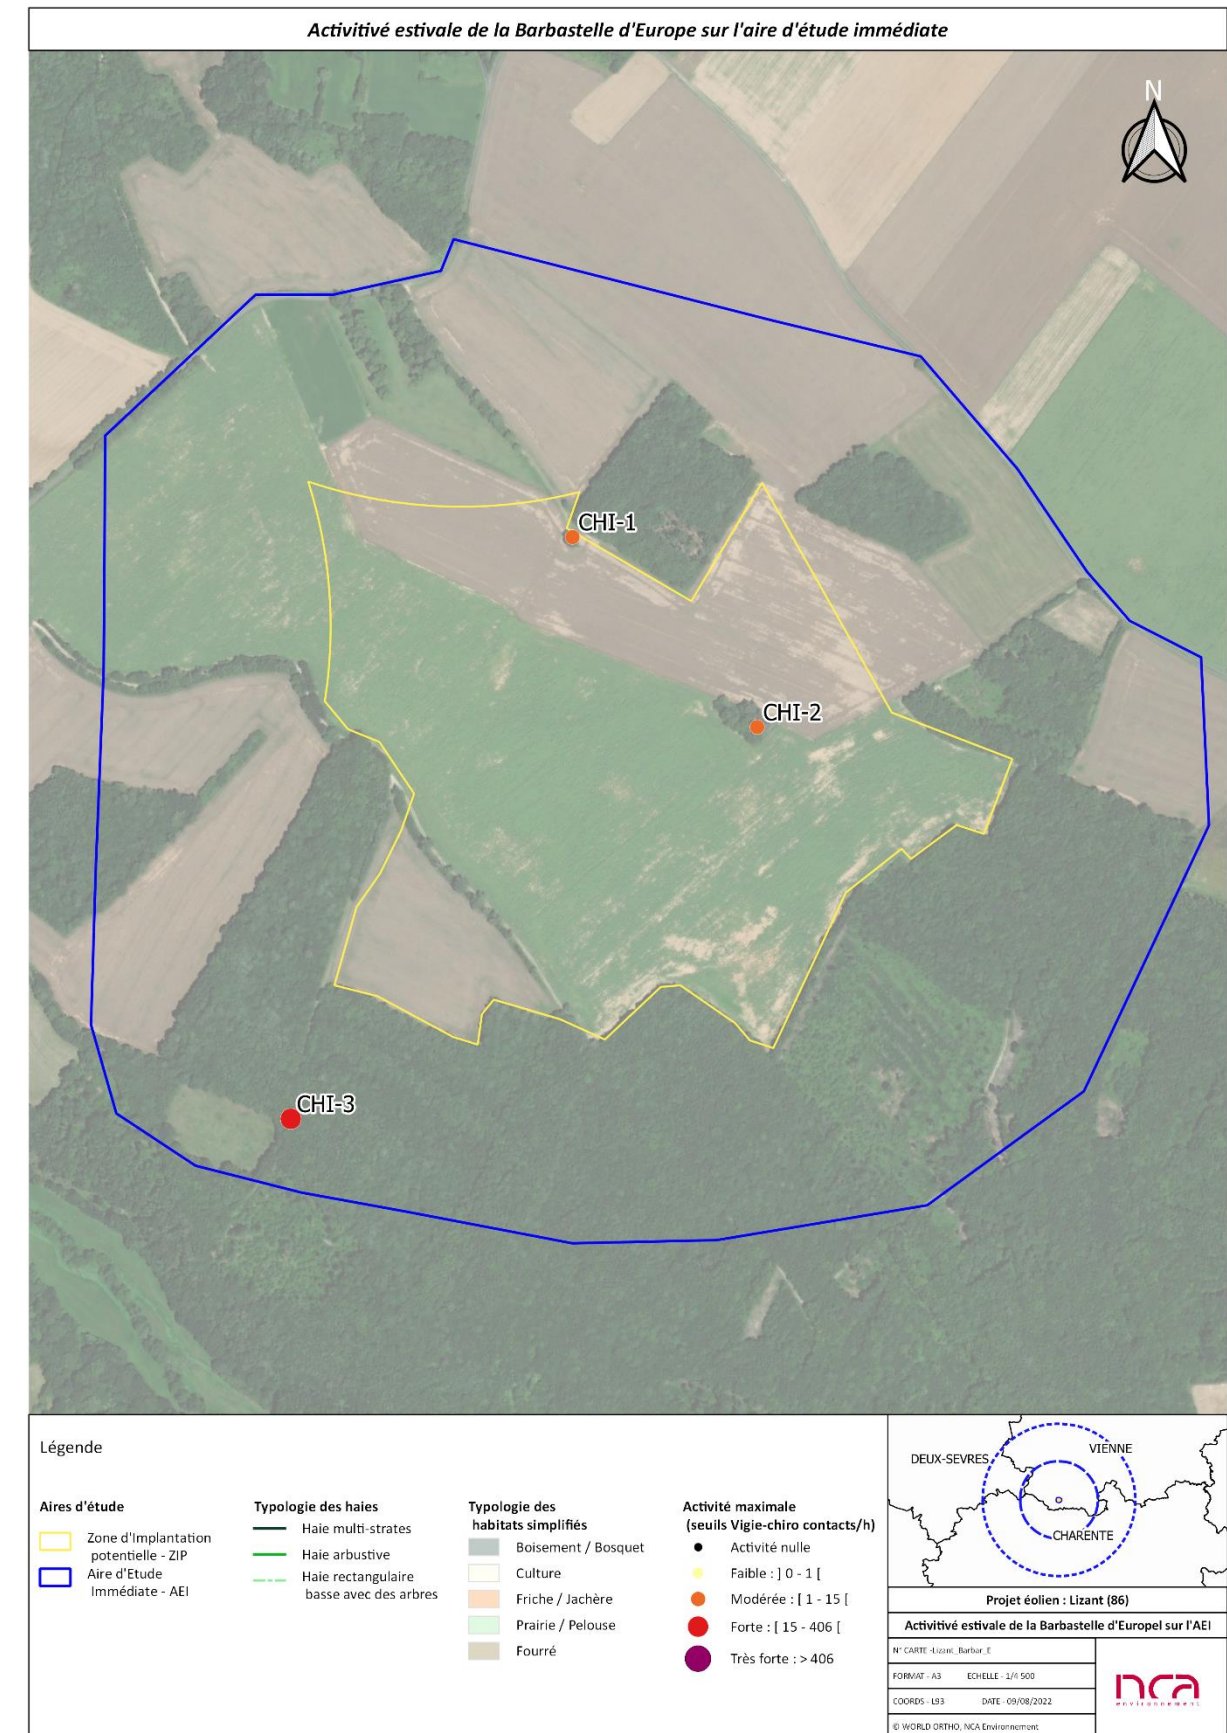 Activitivé estivale de la Barbastelle d'Europe sur l'aire d'étude immédiate
N
CHI-1
CHI-2
CHI-3
Légende
Aires d'étude
Zone d'Implantation
potentielle - ZIP
Aire d'Etude
Immédiate - AEI
Typologie des haies
Haie multi-strates
Haie arbustive
Haie rectangulaire
basse avec des arbres
Typologie des
habitats simplifiés
Boisement / Bosquet
Culture
Friche / Jachère
Prairie / Pelouse
Fourré
Activité maximale
(seuils Vigie-chiro contacts/h)
Activité nulle
Faible : ] 0 - 1 [
Modérée : [ 1 - 15 [
Forte : [ 15 - 406 [
Très forte : > 406
DEUX-SEVRES
VIENNE
CHARENTE
Projet éolien : Lizant (86)
Activitivé estivale de la Barbastelle d'Europel sur l'AEI
N° CARTE -Lizant_Barbar_E
FORMAT - A3 ECHELLE - 1/4 500
COORDS - L93 DATE - 09/08/2022
© WORLD ORTHO, NCA Environnement
nca
environnement